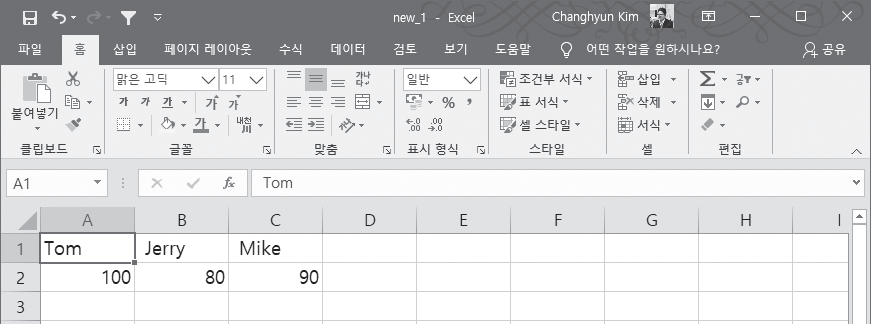 new_1 - Excel
Changhyun Kim
파일 홈 삽입 페이지 레이아웃 수식 데이터 검토 보기 도움말 어떤 작업을 원하시나요? 공유
붙여넣기
클립보드
맑은 고딕 11
가 가 가 가 가
가 내천
글꼴
맞춤
일반
% ,
표시 형식
조건부 서식
표 서식
셀 스타일
스타일
삽입
삭제
서식
셀
편집
A1 fx Tom
A B C D E F G H I
1 Tom Jerry Mike
2 100 80 90
3